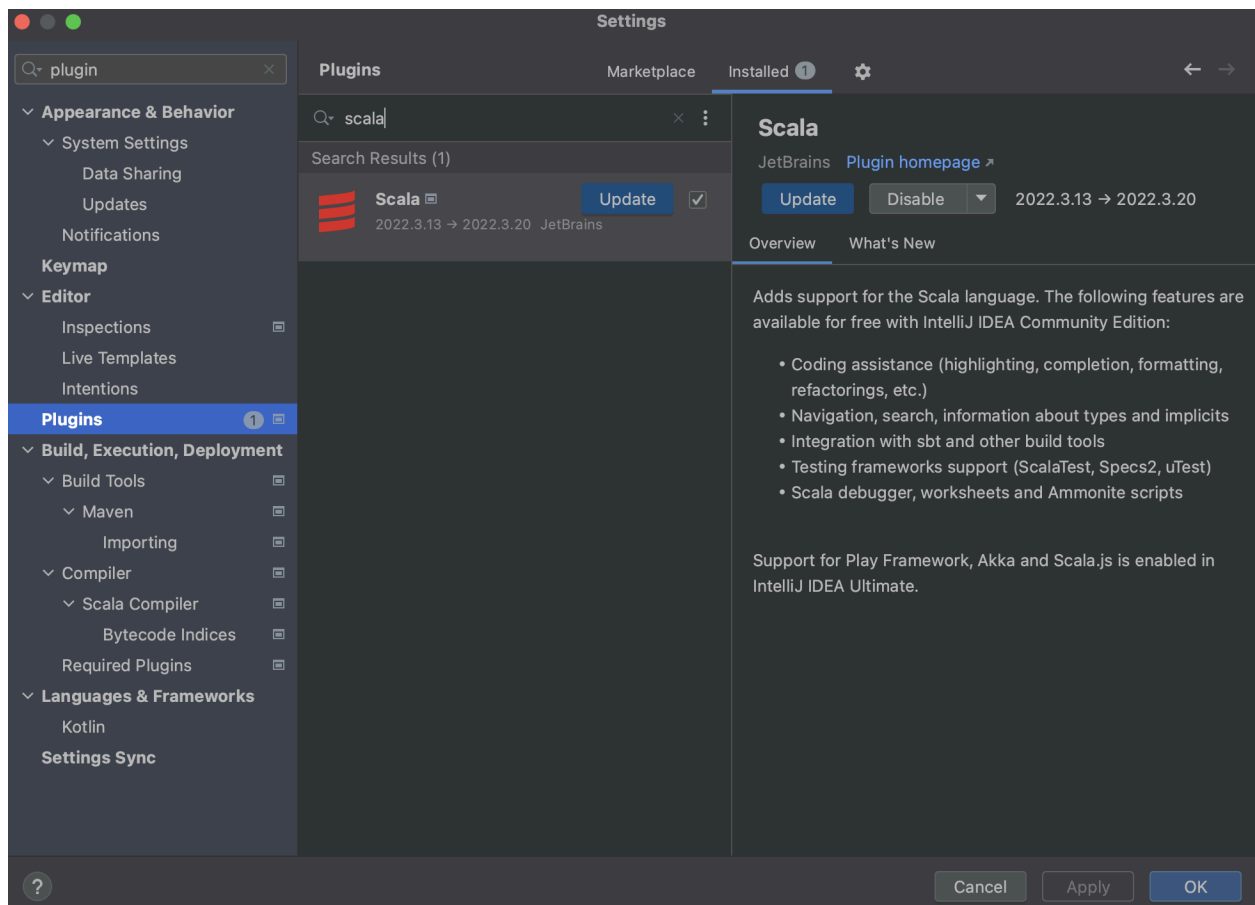 Settings
plugin
Appearance & Behavior
System Settings
Data Sharing
Updates
Notifications
Keymap
Editor
Inspections
Live Templates
Intentions
Plugins 1
Build, Execution, Deployment
Build Tools
Maven
Importing
Compiler
Scala Compiler
Bytecode Indices
Required Plugins
Languages & Frameworks
Kotlin
Settings Sync
Plugins
Marketplace
Installed 1
scala
Search Results (1)
Scala
Update
2022.3.13 → 2022.3.20 JetBrains
Scala
JetBrains Plugin homepage ↗
Update Disable 2022.3.13 → 2022.3.20
Overview What's New
Adds support for the Scala language. The following features are
available for free with IntelliJ IDEA Community Edition:
• Coding assistance (highlighting, completion, formatting,
refactorings, etc.)
• Navigation, search, information about types and implicits
• Integration with sbt and other build tools
• Testing frameworks support (ScalaTest, Specs2, uTest)
• Scala debugger, worksheets and Ammonite scripts
Support for Play Framework, Akka and Scala.js is enabled in
IntelliJ IDEA Ultimate.
? Cancel Apply OK